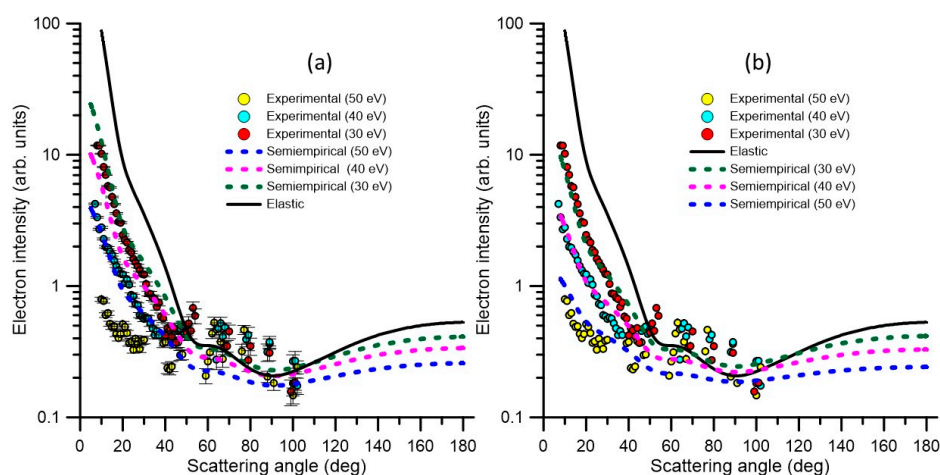 100
10
1
0.1
Electron intensity (arb. units)
(a)
Experimental (50 eV)
Experimental (40 eV)
Experimental (30 eV)
Semiempirical (50 eV)
Semimpirical (40 eV)
Semiempirical (30 eV)
Elastic
0 20 40 60 80 100 120 140 160 180
Scattering angle (deg)
100
10
1
0.1
Electron intensity (arb. units)
(b)
Experimental (50 eV)
Experimental (40 eV)
Experimental (30 eV)
Elastic
Semiempirical (30 eV)
Semiempirical (40 eV)
Semiempirical (50 eV)
0 20 40 60 80 100 120 140 160 180
Scattering angle (deg)